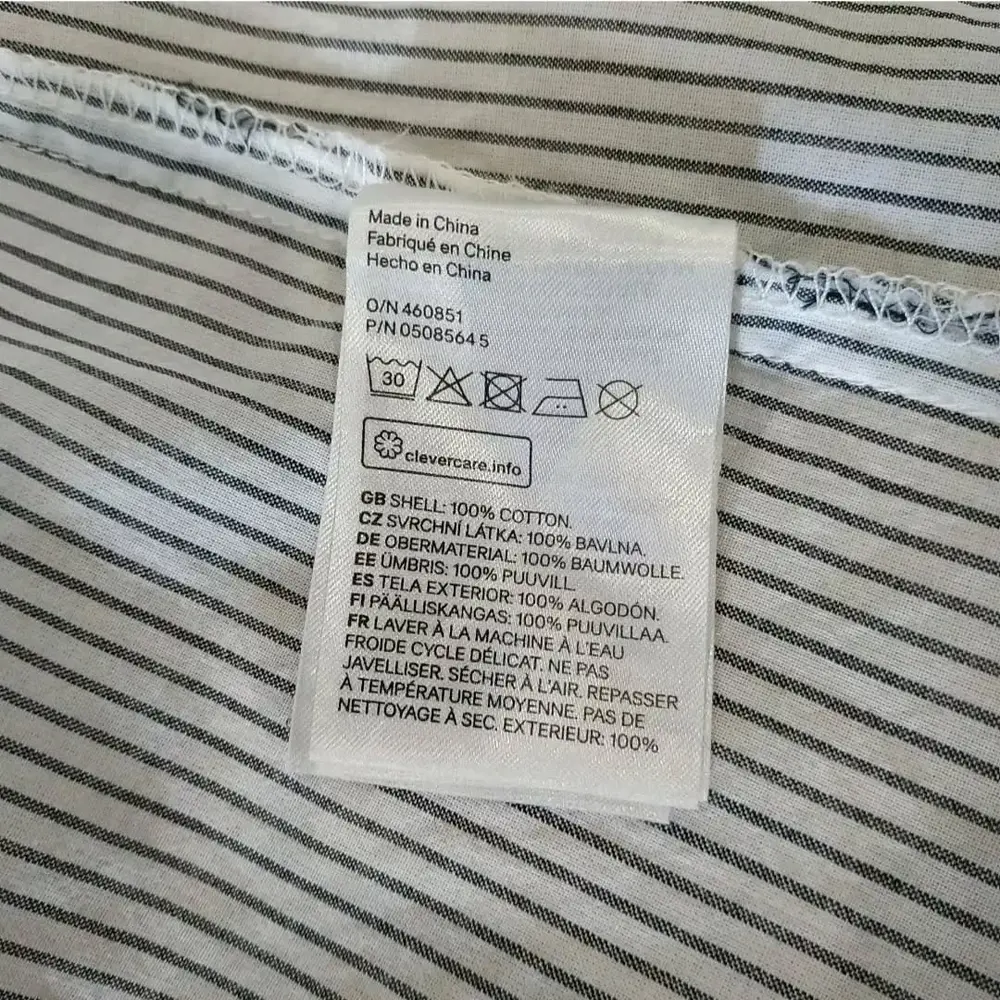 Made in China
Fabriqué en Chine
Hecho en China
O/N 460851
P/N 0508564 5
30
clevercare.info
GB SHELL: 100% COTTON.
CZ SVRCHNÍ LÁTKA: 100% BAVLNA.
DE OBERMATERIAL: 100% BAUMWOLLE.
EE ÜMBRIS: 100% PUUVILL.
ES TELA EXTERIOR: 100% ALGODÓN.
FI PÄÄLLISKANGAS: 100% PUUVILLAA.
FR LAVER À LA MACHINE À L'EAU
FROIDE CYCLE DÉLICAT. NE PAS
JAVELLISER. SÉCHER À L'AIR. REPASSER
À TEMPÉRATURE MOYENNE. PAS DE
NETTOYAGE À SEC. EXTERIEUR: 100%